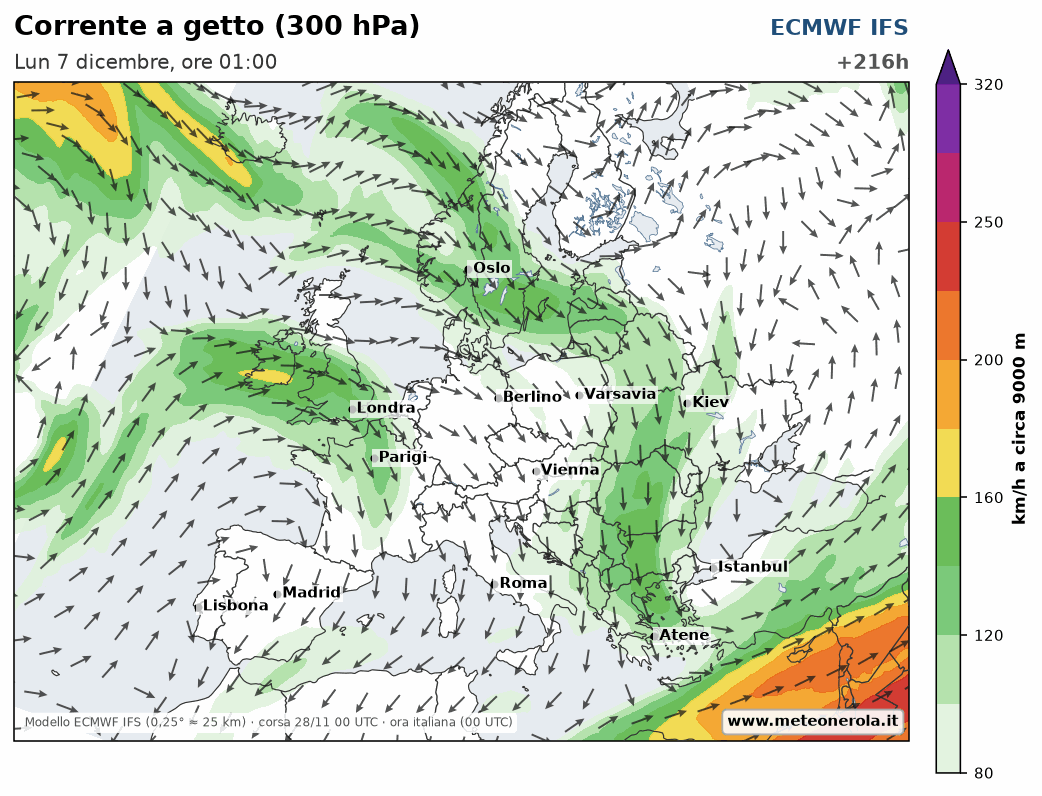 Corrente a getto (300 hPa)
ECMWF IFS
Lun 7 dicembre, ore 01:00
+216h
320
250
200
160
120
80
km/h a circa 9000 m
Oslo
Berlino
Varsavia
Kiev
Londra
Parigi
Vienna
Istanbul
Roma
Madrid
Lisbona
Atene
Modello ECMWF IFS (0,25° ≈ 25 km) · corsa 28/11 00 UTC · ora italiana (00 UTC)
www.meteonerola.it